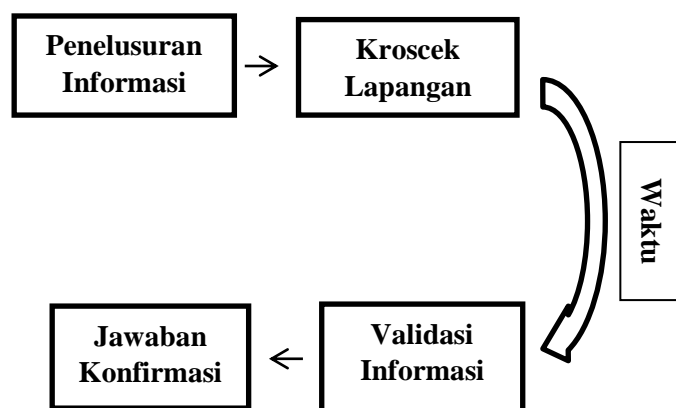 Penelusuran
Informasi
Kroscek
Lapangan
Waktu
Validasi
Informasi
Jawaban
Konfirmasi